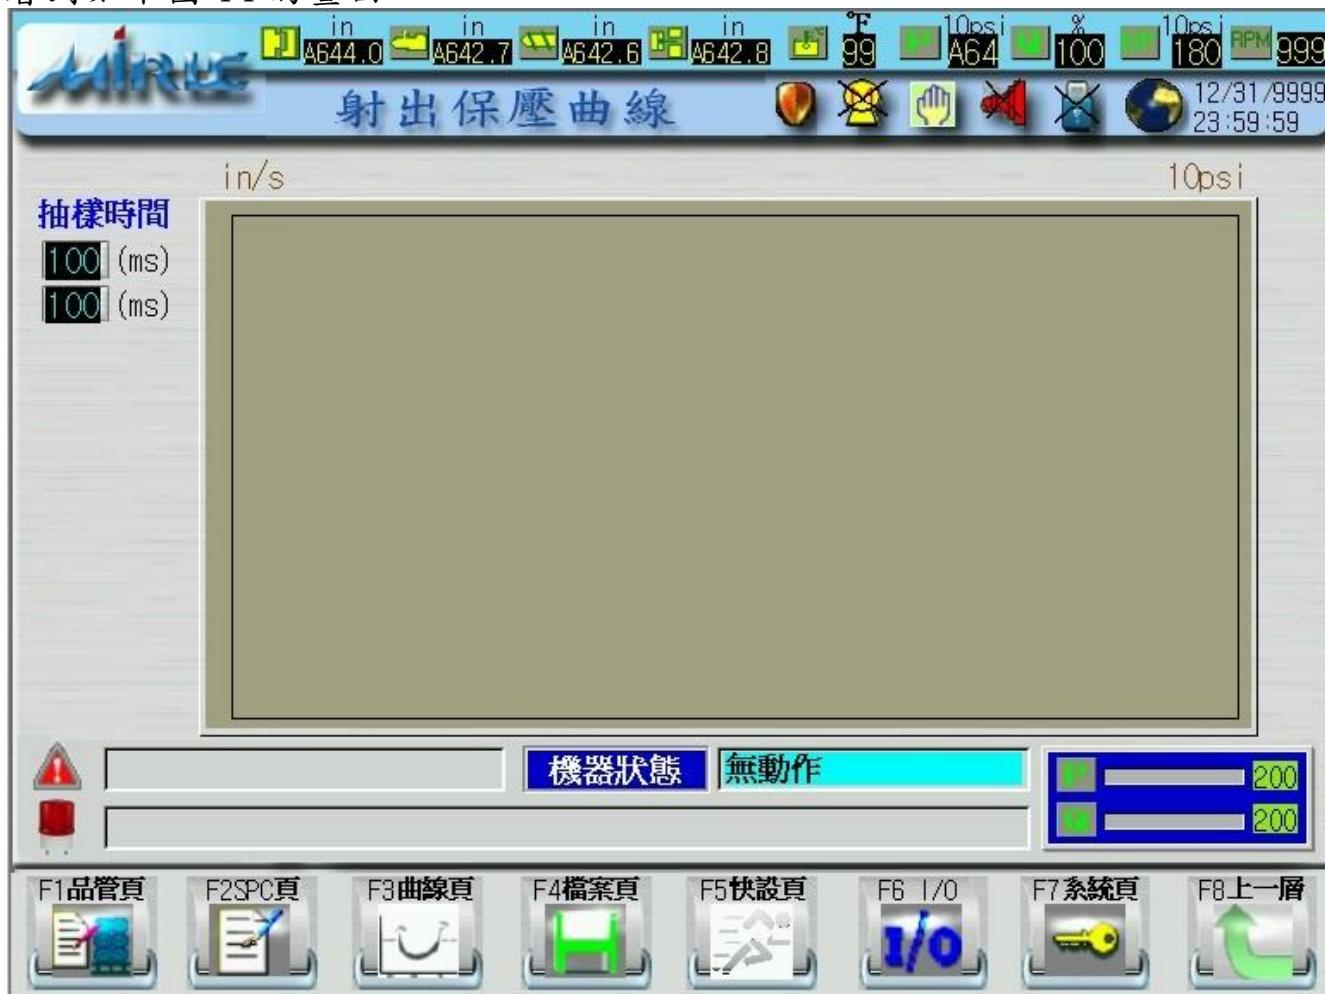 in in in in ℉ 10psi % 10psi
A644.0 A642.7 A642.6 A642.8 99 A64 100 180 RPM 999
MIRLE
射出保壓曲線
12/31/9999
23:59:59
in/s 10psi
抽樣時間
100 (ms)
100 (ms)
機器狀態 無動作
200
200
F1品管頁 F2SPC頁 F3曲線頁 F4檔案頁 F5快設頁 F6 I/O F7系統頁 F8上一層
I/O